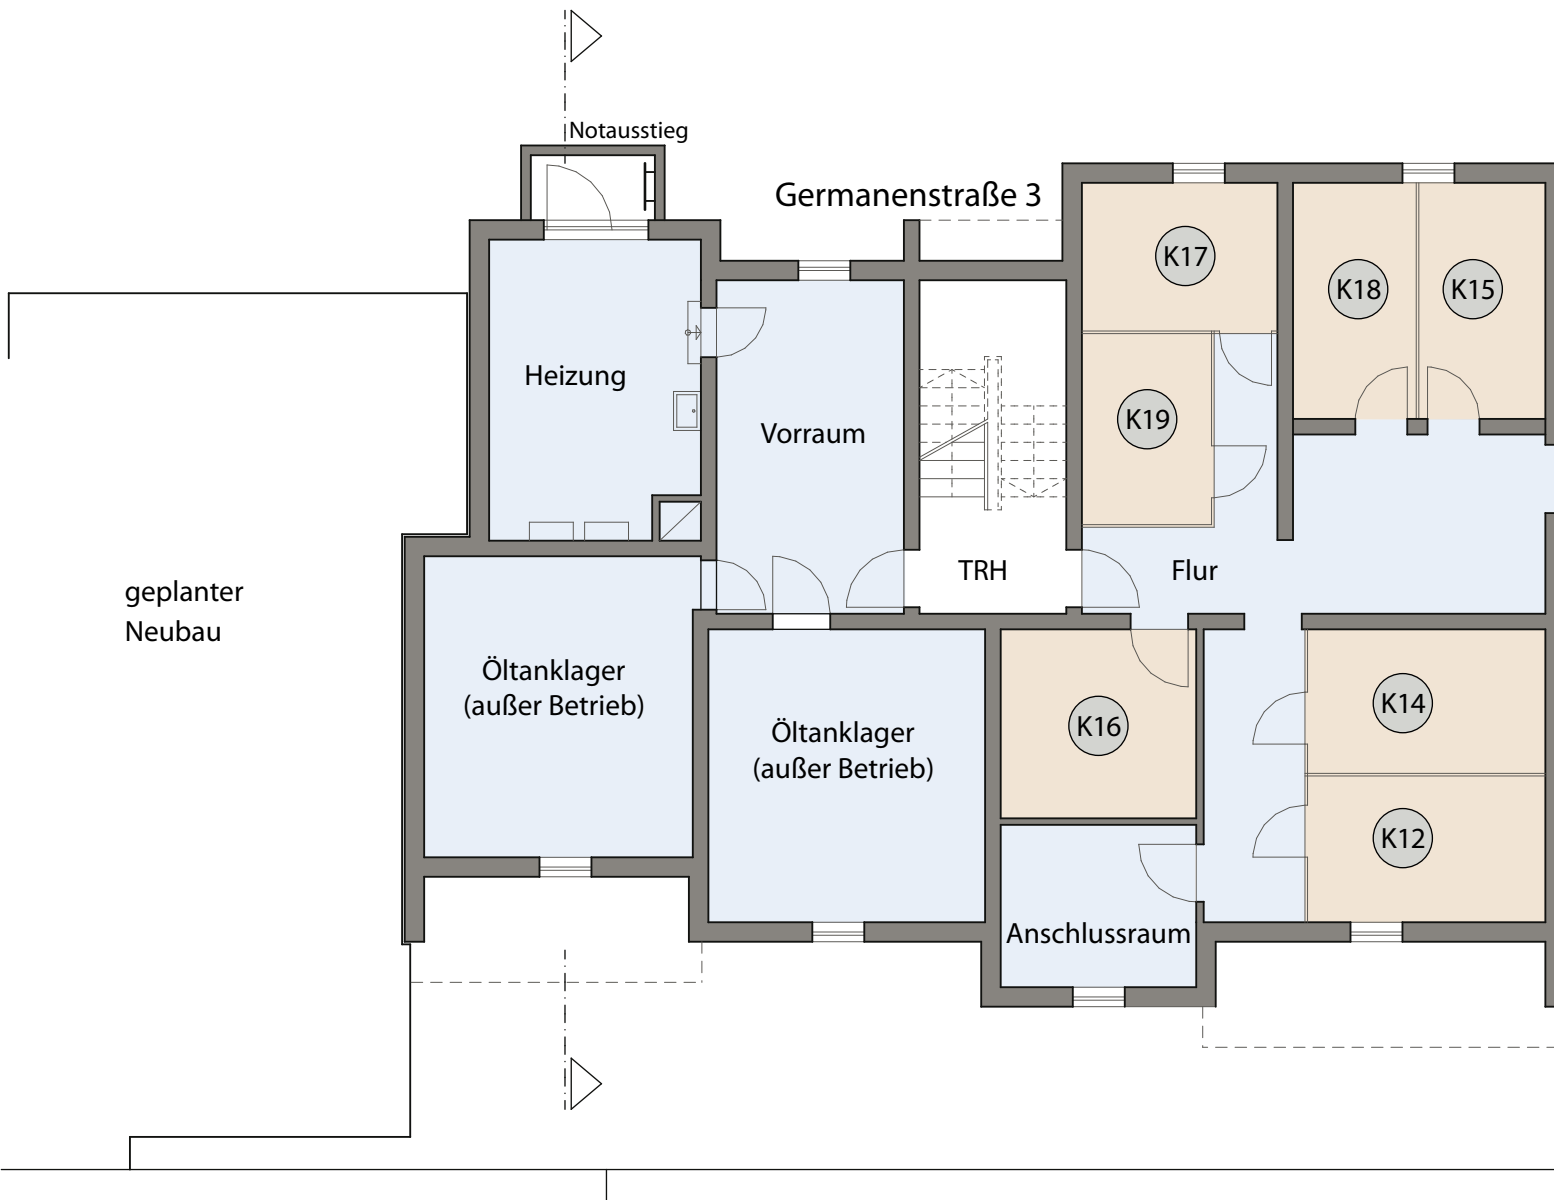 Notausstieg
Germanenstraße 3
K17
K18
K15
Heizung
K19
Vorraum
TRH
Flur
geplanter
Neubau
Öltanklager
(außer Betrieb)
Öltanklager
(außer Betrieb)
K16
K14
K12
Anschlussraum